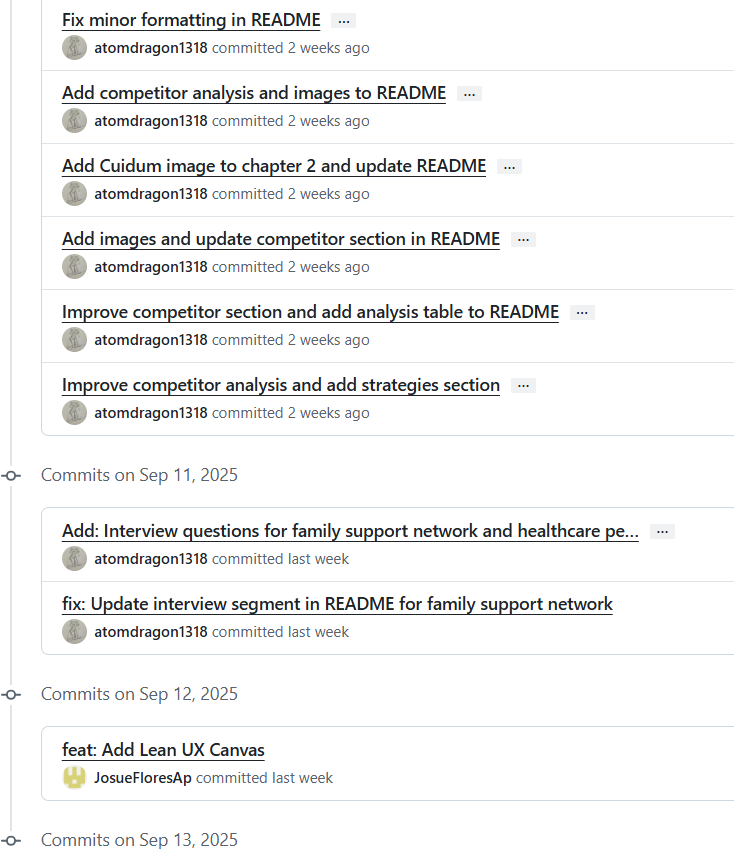 Fix minor formatting in README ...
atomdragon1318 committed 2 weeks ago
Add competitor analysis and images to README ...
atomdragon1318 committed 2 weeks ago
Add Cuidum image to chapter 2 and update README ...
atomdragon1318 committed 2 weeks ago
Add images and update competitor section in README ...
atomdragon1318 committed 2 weeks ago
Improve competitor section and add analysis table to README ...
atomdragon1318 committed 2 weeks ago
Improve competitor analysis and add strategies section ...
atomdragon1318 committed 2 weeks ago
Commits on Sep 11, 2025
Add: Interview questions for family support network and healthcare pe... ...
atomdragon1318 committed last week
fix: Update interview segment in README for family support network
atomdragon1318 committed last week
Commits on Sep 12, 2025
feat: Add Lean UX Canvas
JosueFloresAp committed last week
Commits on Sep 13, 2025